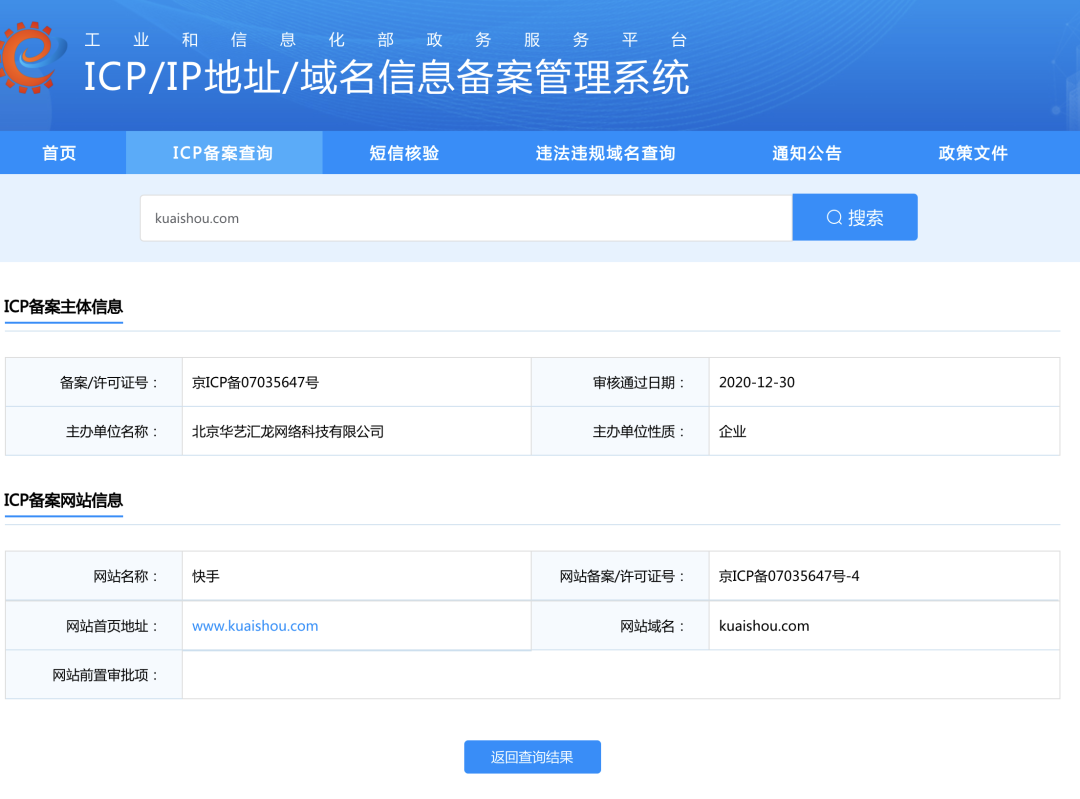 工业和信息化部政务服务平台
ICP/IP地址/域名信息备案管理系统
首页 ICP备案查询 短信核验 违法违规域名查询 通知公告 政策文件
kuaishou.com 搜索
ICP备案主体信息
备案/许可证号： 京ICP备07035647号 审核通过日期： 2020-12-30
主办单位名称： 北京华艺汇龙网络科技有限公司 主办单位性质： 企业
ICP备案网站信息
网站名称： 快手 网站备案/许可证号： 京ICP备07035647号-4
网站首页地址： www.kuaishou.com 网站域名： kuaishou.com
网站前置审批项：
返回查询结果